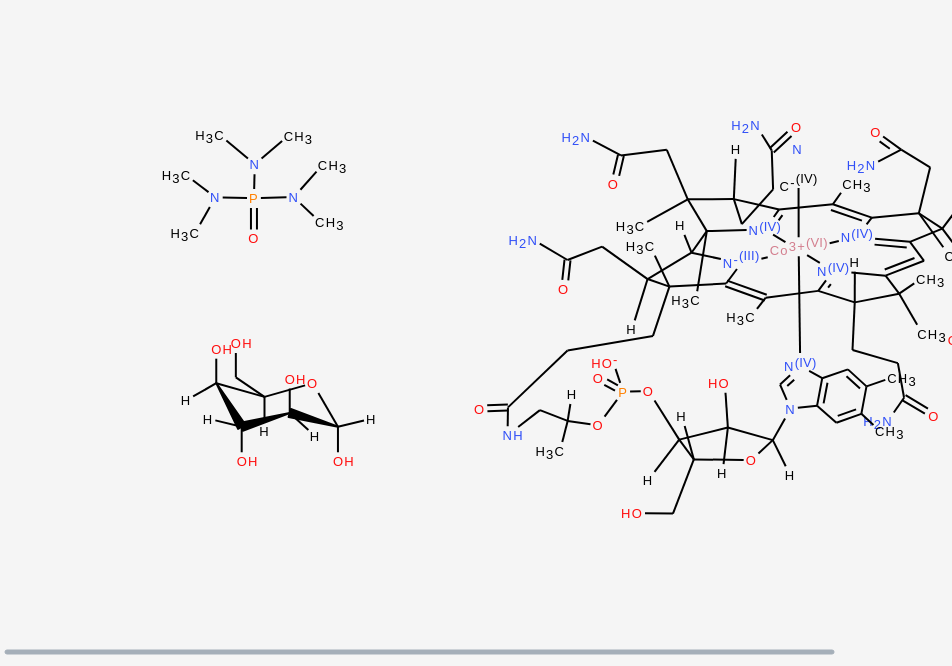 H3C
CH3
N
H3C
CH3
N
P
N
H3C
CH3
O
OH
OH
OH
O
H
H
H
H
H
OH
OH
H2N
O
H2N
O
N
H
O
H2N
C-(IV)
CH3
H3C
H
N(IV)
N(IV)
H2N
H3C
Co3+(VI)
N-(III)
N(IV)
H
O
H3C
CH3
H
H3C
CH3
HO-
N(IV)
O
P
O
HO
CH3
H
O
N
H
O
H2N
O
NH
CH3
H3C
H
H
H
O
HO